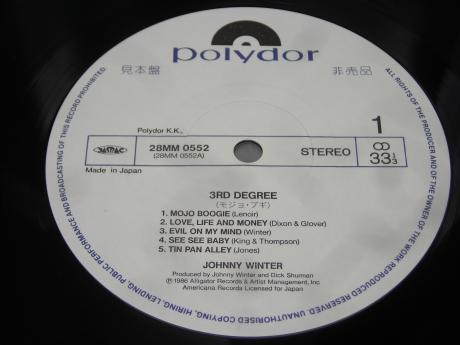 polydor
見本盤 非売品
Polydor K.K.
1
JASRAC
28MM 0552
(28MM 0552A)
STEREO
33 1/3
Made in Japan
3RD DEGREE
(モジョ・ブギ)
1. MOJO BOOGIE (Lenoir)
2. LOVE, LIFE AND MONEY (Dixon & Glover)
3. EVIL ON MY MIND (Winter)
4. SEE SEE BABY (King & Thompson)
5. TIN PAN ALLEY (Jones)
JOHNNY WINTER
Produced by Johnny Winter and Dick Shurman
℗ 1986 Alligator Records & Artist Management, Inc
Americana Records Licensed for Japan
ALL RIGHTS OF THE PRODUCER AND OF THE OWNER OF THE WORK REPRODUCED RESERVED. UNAUTHORISED COPYING, HIRING, LENDING, PUBLIC PERFORMANCE AND BROADCASTING OF THIS RECORD PROHIBITED.